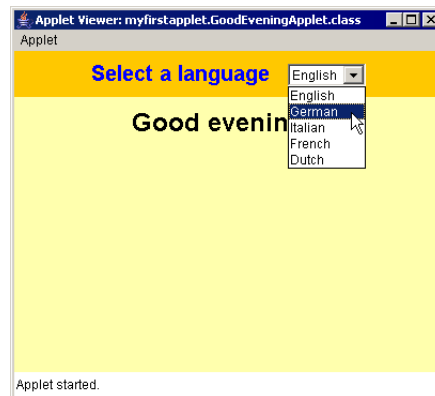 Applet Viewer: myfirstapplet.GoodEveningApplet.class
Applet
Select a language English
English
German
Good evenin
Italian
French
Dutch
Applet started.